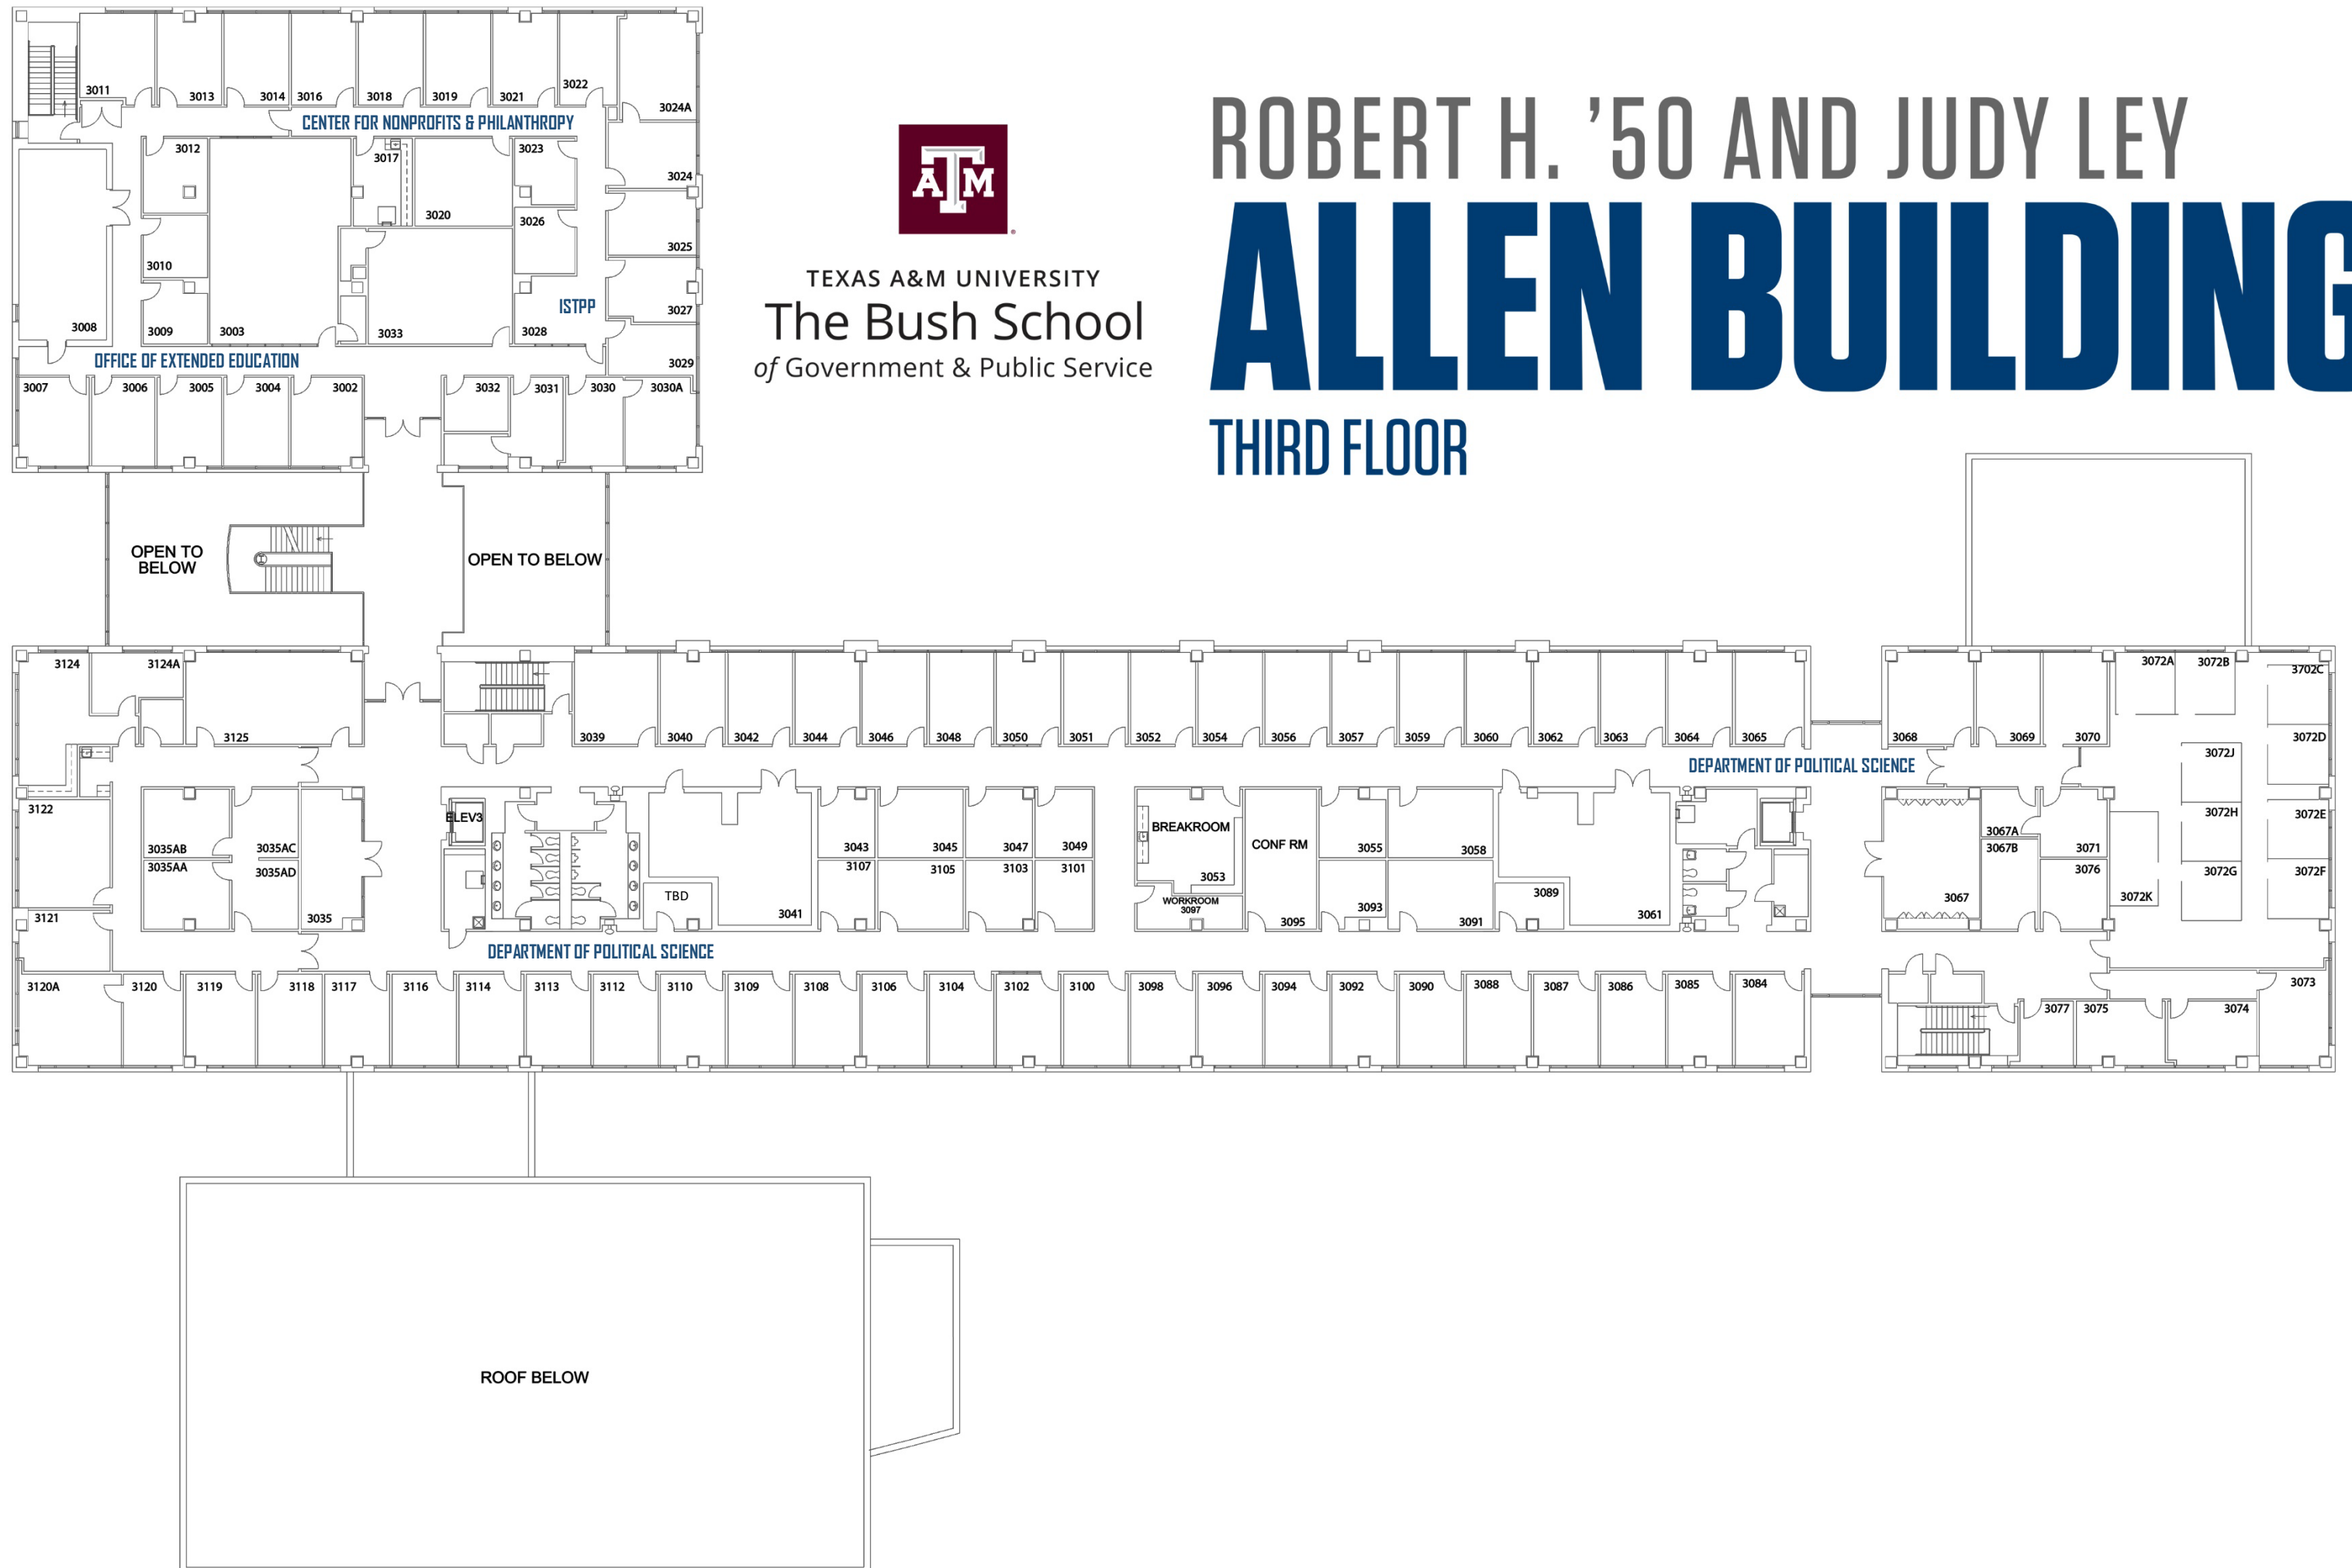 ROBERT H. ’50 AND JUDY LEY
ALLEN BUILDING
THIRD FLOOR
ATM
®
TEXAS A&M UNIVERSITY
The Bush School
of Government & Public Service
3011
3013
3014
3016
3018
3019
3021
3022
3024A
CENTER FOR NONPROFITS & PHILANTHROPY
3012
3017
3023
3024
3020
3026
3025
3010
ISTPP
3027
3008
3009
3003
3033
3028
3029
OFFICE OF EXTENDED EDUCATION
3007
3006
3005
3004
3002
3032
3031
3030
3030A
OPEN TO
BELOW
OPEN TO BELOW
3124
3124A
3125
3039
3040
3042
3044
3046
3048
3050
3051
3052
3054
3056
3057
3059
3060
3062
3063
3064
3065
3068
3069
3070
3072A
3072B
3702C
3072D
3072J
DEPARTMENT OF POLITICAL SCIENCE
3122
3035AB
3035AC
3035AA
3035AD
3035
ELEV3
TBD
3041
3043
3045
3047
3049
3107
3105
3103
3101
BREAKROOM
3053
WORKROOM
3097
CONF RM
3095
3055
3058
3093
3091
3089
3061
3067
3067A
3067B
3071
3076
3072H
3072E
3072G
3072F
3072K
3121
DEPARTMENT OF POLITICAL SCIENCE
3120A
3120
3119
3118
3117
3116
3114
3113
3112
3110
3109
3108
3106
3104
3102
3100
3098
3096
3094
3092
3090
3088
3087
3086
3085
3084
3077
3075
3074
3073
ROOF BELOW